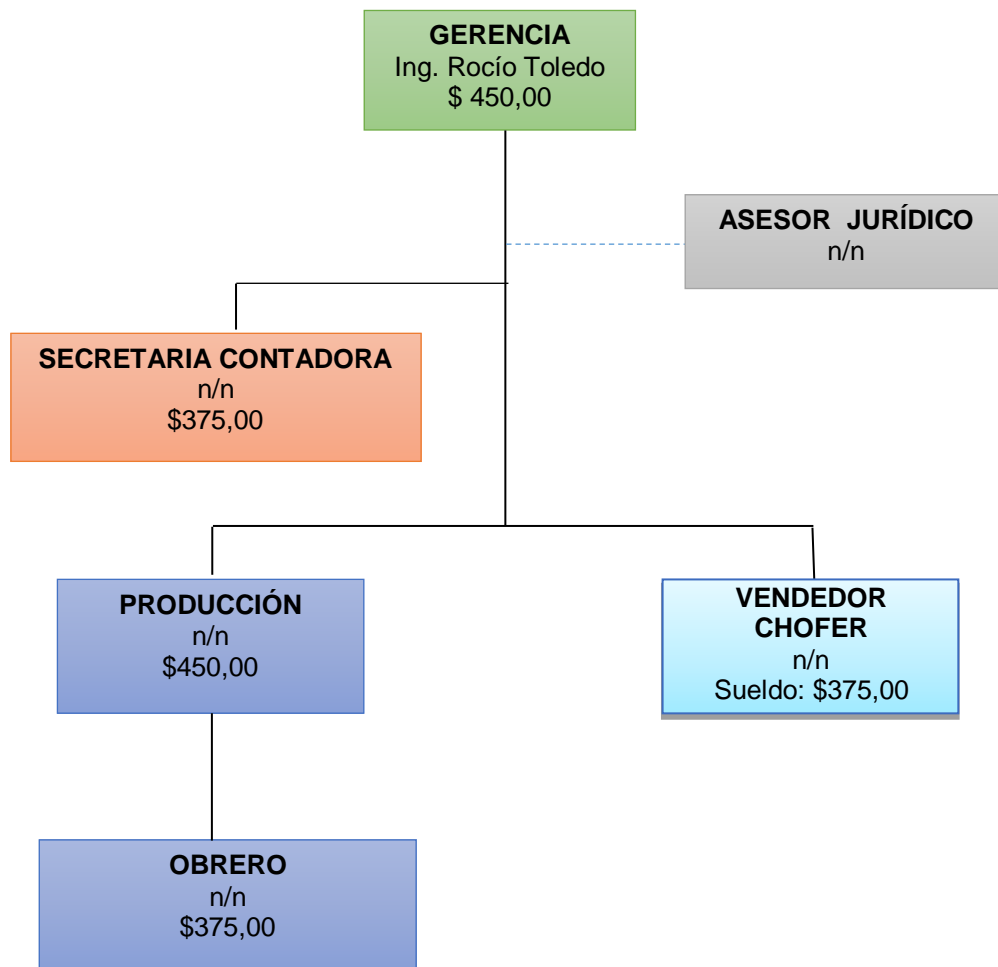 GERENCIA
Ing. Rocío Toledo
$ 450,00
ASESOR JURÍDICO
n/n
SECRETARIA CONTADORA
n/n
$375,00
PRODUCCIÓN
n/n
$450,00
VENDEDOR
CHOFER
n/n
Sueldo: $375,00
OBRERO
n/n
$375,00